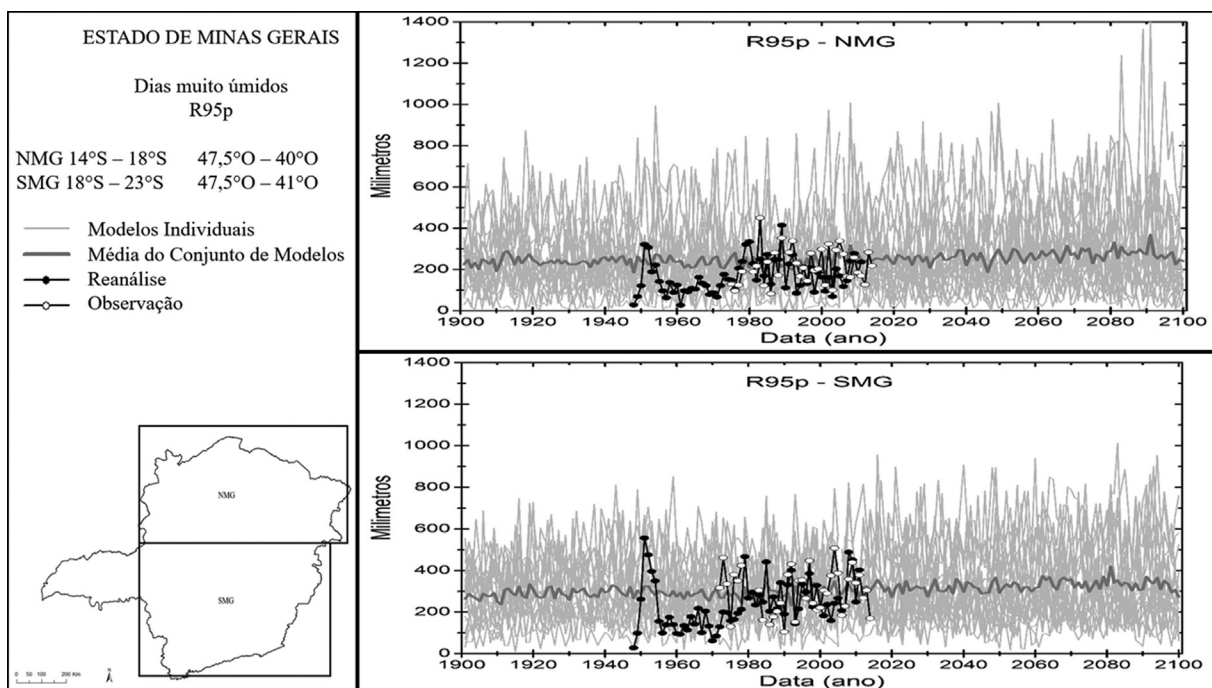 ESTADO DE MINAS GERAIS
Dias muito úmidos
R95p
NMG 14°S – 18°S 47,5°O – 40°O
SMG 18°S – 23°S 47,5°O – 41°O
Modelos Individuais
Média do Conjunto de Modelos
Reanálise
Observação
NMG
SMG
0 50 100 200 Km
N
R95p - NMG
Milimetros
1400
1200
1000
800
600
400
200
0
1900 1920 1940 1960 1980 2000 2020 2040 2060 2080 2100
Data (ano)
R95p - SMG
Milimetros
1400
1200
1000
800
600
400
200
0
1900 1920 1940 1960 1980 2000 2020 2040 2060 2080 2100
Data (ano)